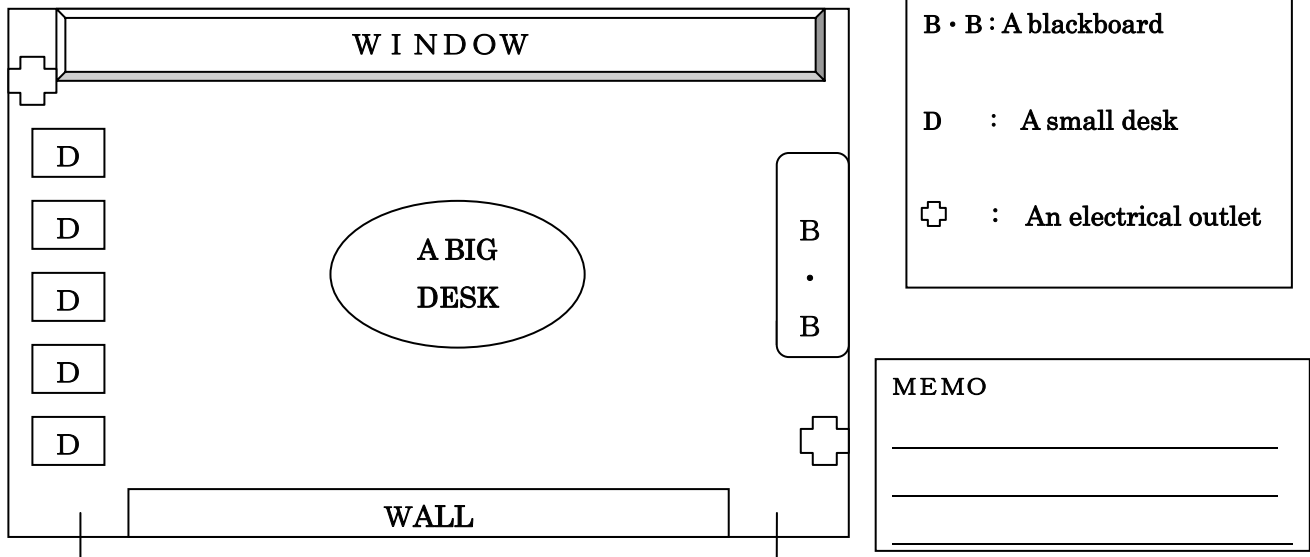 WINDOW
D
D
D
D
D
A BIG
DESK
B
・
B
WALL
B・B : A blackboard
D : A small desk
: An electrical outlet
MEMO